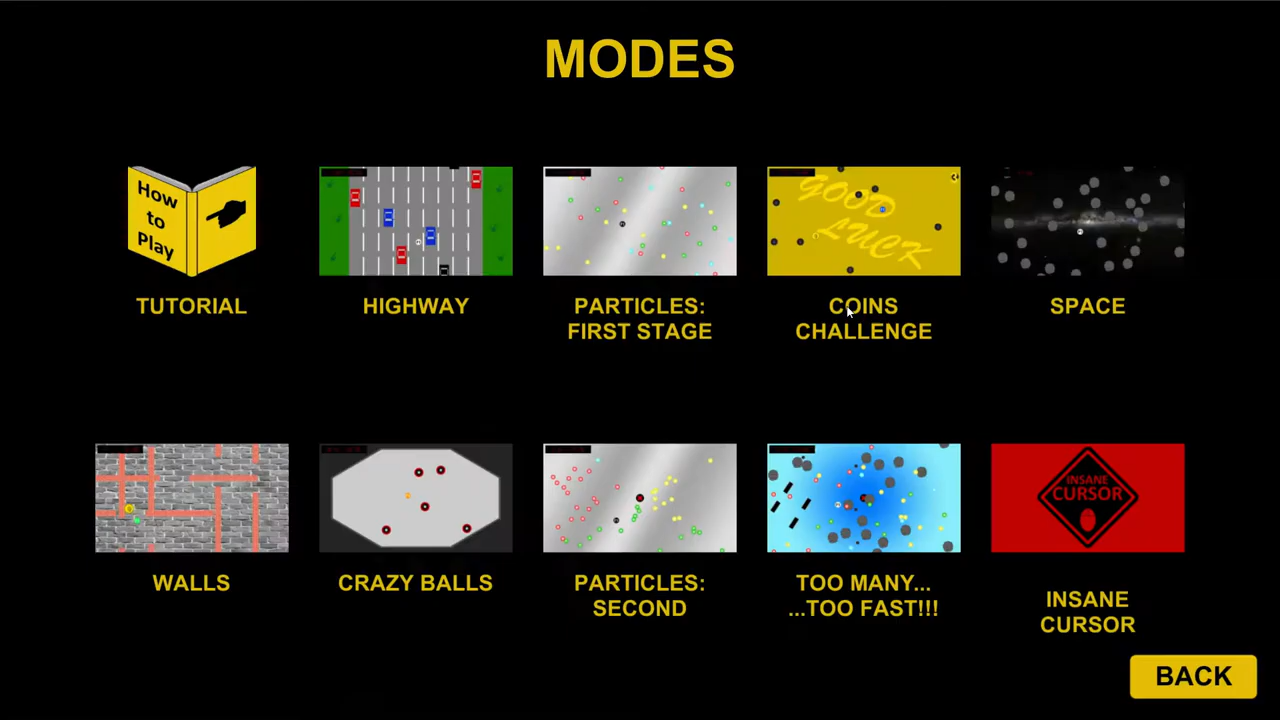 MODES
How
to
Play
GOOD
LUCK
TUTORIAL
HIGHWAY
PARTICLES:
FIRST STAGE
COINS
CHALLENGE
SPACE
INSANE
CURSOR
WALLS
CRAZY BALLS
PARTICLES:
SECOND
TOO MANY...
...TOO FAST!!!
INSANE
CURSOR
BACK